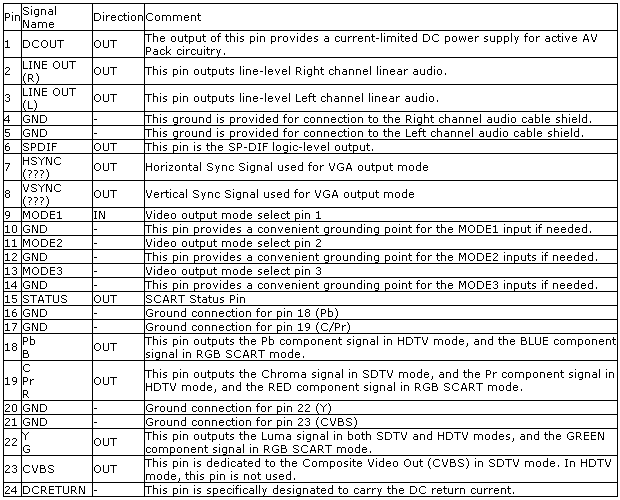 Pin Signal Name Direction Comment
1 DCOUT OUT The output of this pin provides a current-limited DC power supply for active AV
Pack circuitry.
2 LINE OUT (R) OUT This pin outputs line-level Right channel linear audio.
3 LINE OUT (L) OUT This pin outputs line-level Left channel linear audio.
4 GND - This ground is provided for connection to the Right channel audio cable shield.
5 GND - This ground is provided for connection to the Left channel audio cable shield.
6 SPDIF OUT This pin is the SP-DIF logic-level output.
7 HSYNC (???) OUT Horizontal Sync Signal used for VGA output mode
8 VSYNC (???) OUT Vertical Sync Signal used for VGA output mode
9 MODE1 IN Video output mode select pin 1
10 GND - This pin provides a convenient grounding point for the MODE1 input if needed.
11 MODE2 - Video output mode select pin 2
12 GND - This pin provides a convenient grounding point for the MODE2 inputs if needed.
13 MODE3 - Video output mode select pin 3
14 GND - This pin provides a convenient grounding point for the MODE3 inputs if needed.
15 STATUS OUT SCART Status Pin
16 GND - Ground connection for pin 18 (Pb)
17 GND - Ground connection for pin 19 (C/Pr)
18 Pb B OUT This pin outputs the Pb component signal in HDTV mode, and the BLUE component
signal in RGB SCART mode.
19 C Pr R OUT This pin outputs the Chroma signal in SDTV mode, and the Pr component signal in
HDTV mode, and the RED component signal in RGB SCART mode.
20 GND - Ground connection for pin 22 (Y)
21 GND - Ground connection for pin 23 (CVBS)
22 Y G OUT This pin outputs the Luma signal in both SDTV and HDTV modes, and the GREEN
component signal in RGB SCART mode.
23 CVBS OUT This pin is dedicated to the Composite Video Out (CVBS) in SDTV mode. In HDTV
mode, this pin is not used.
24 DCRETURN - This pin is specifically designated to carry the DC return current.